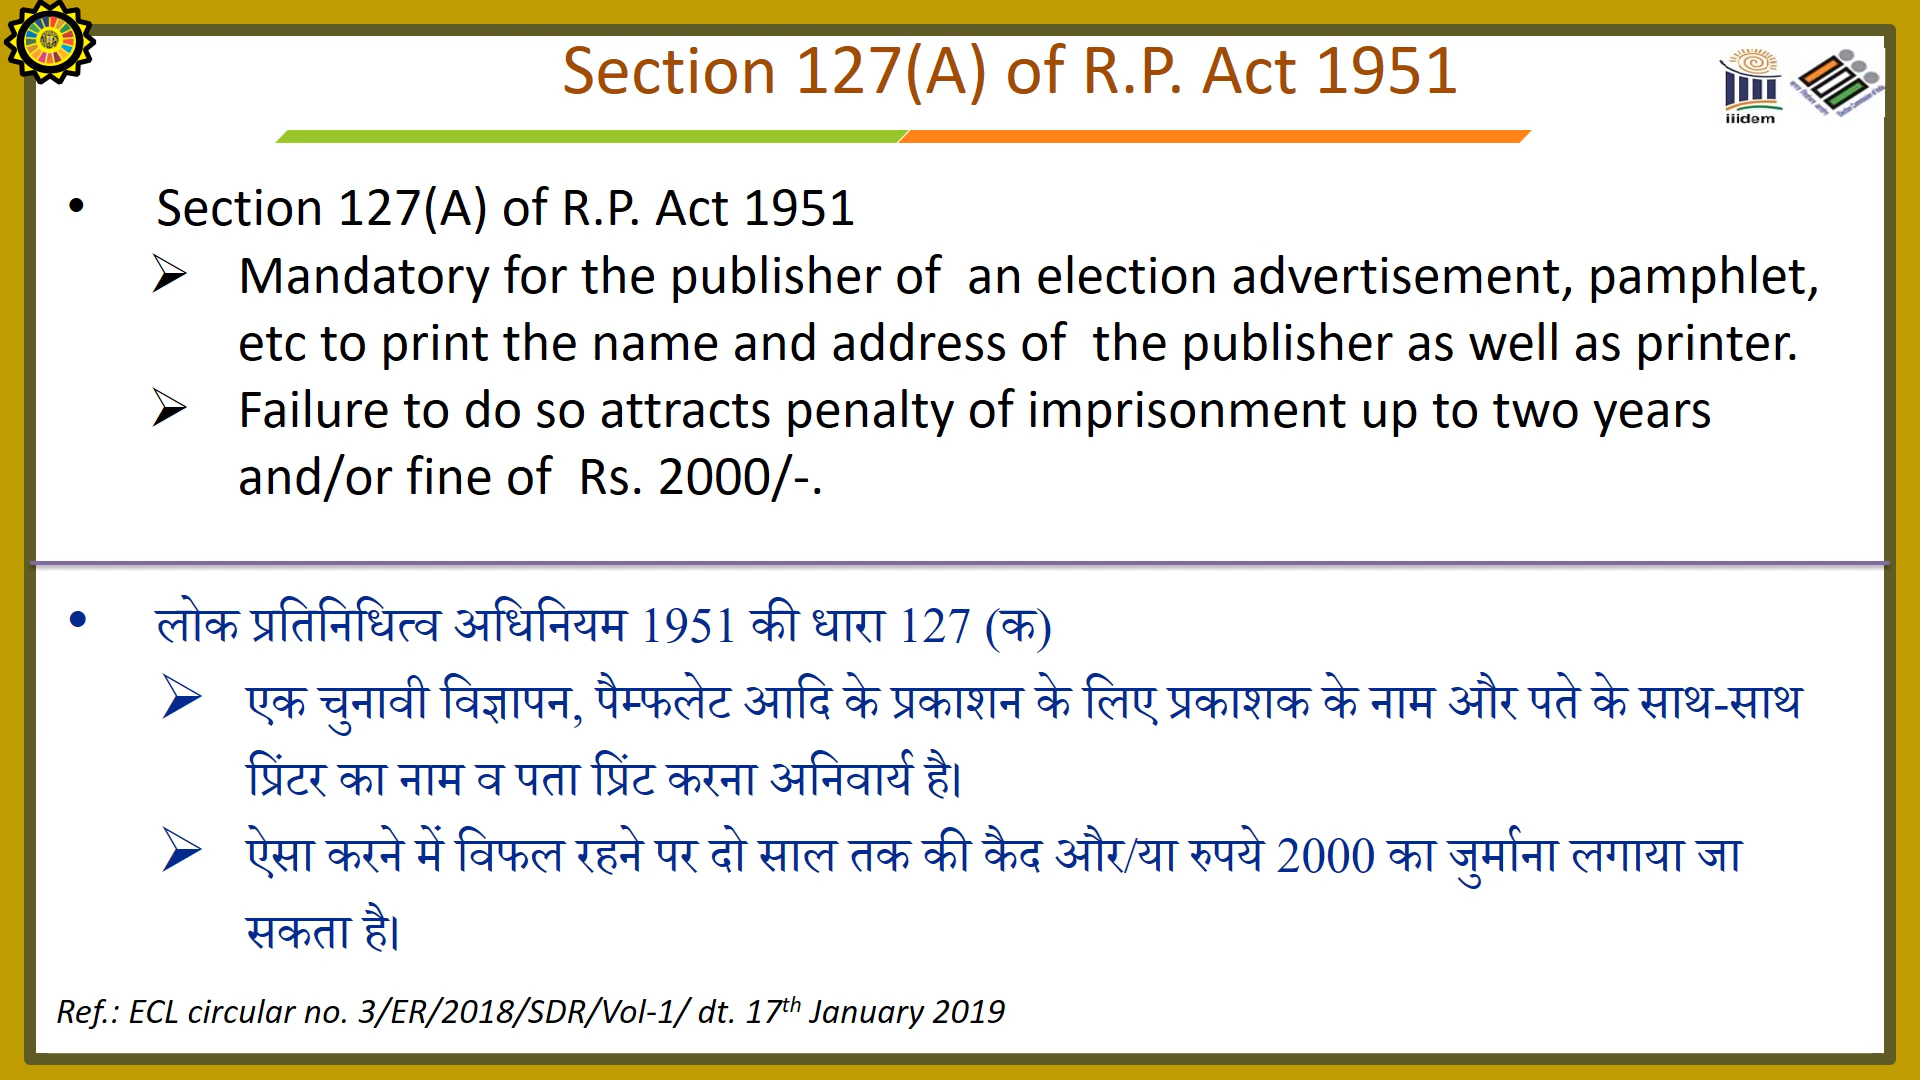 Section 127(A) of R.P. Act 1951
iiidem
• Section 127(A) of R.P. Act 1951
➢ Mandatory for the publisher of an election advertisement, pamphlet,
etc to print the name and address of the publisher as well as printer.
➢ Failure to do so attracts penalty of imprisonment up to two years
and/or fine of Rs. 2000/-.
• लोक प्रतिनिधित्व अधिनियम 1951 की धारा 127 (क)
➢ एक चुनावी विज्ञापन, पैम्फलेट आदि के प्रकाशन के लिए प्रकाशक के नाम और पते के साथ-साथ
प्रिंटर का नाम व पता प्रिंट करना अनिवार्य है।
➢ ऐसा करने में विफल रहने पर दो साल तक की कैद और/या रुपये 2000 का जुर्माना लगाया जा
सकता है।
Ref.: ECL circular no. 3/ER/2018/SDR/Vol-1/ dt. 17th January 2019